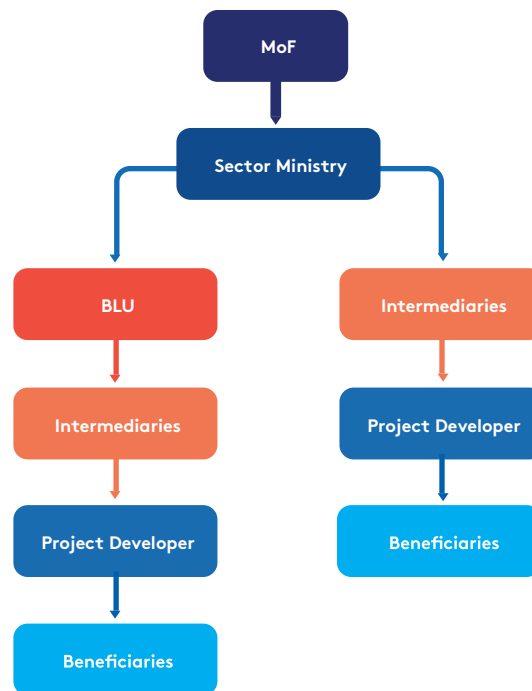 MoF
Sector Ministry
BLU
Intermediaries
Intermediaries
Project Developer
Project Developer
Beneficiaries
Beneficiaries